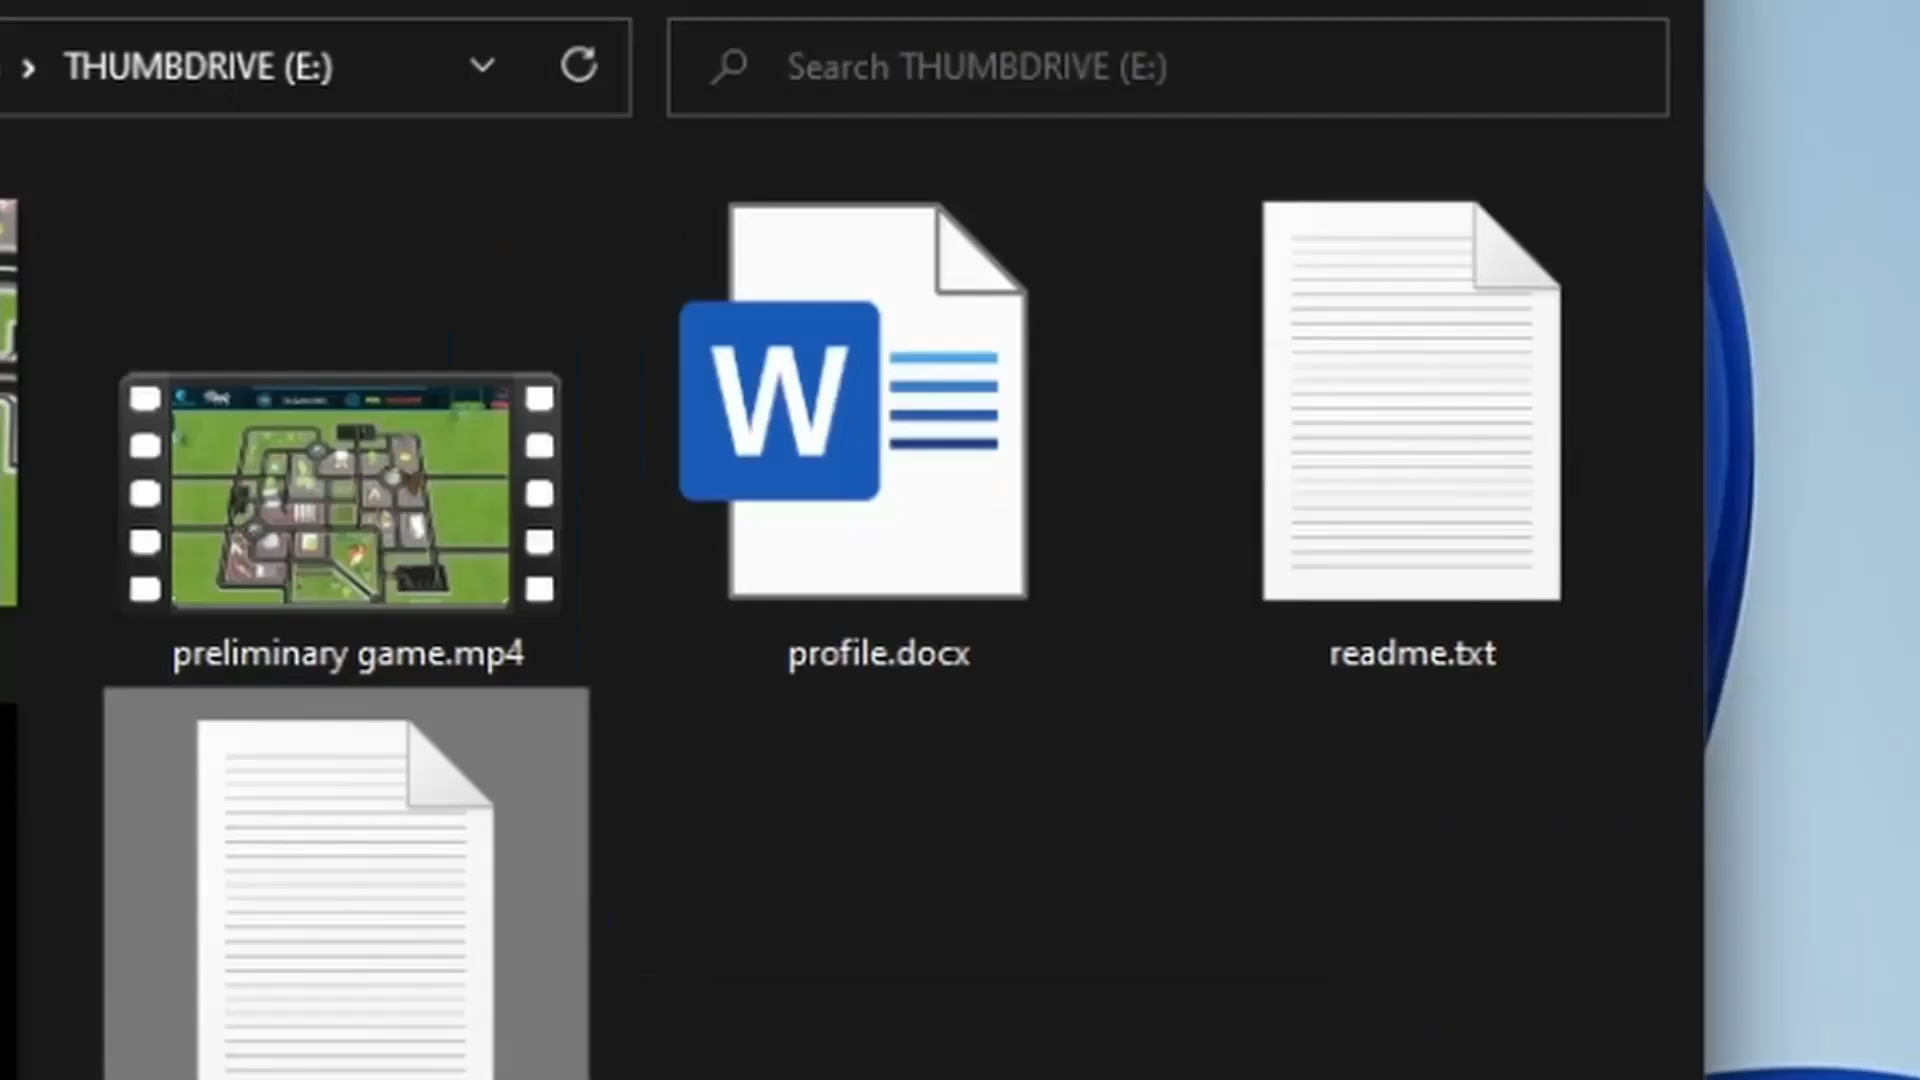 THUMBDRIVE (E:)
Search THUMBDRIVE (E:)
W
preliminary game.mp4
profile.docx
readme.txt